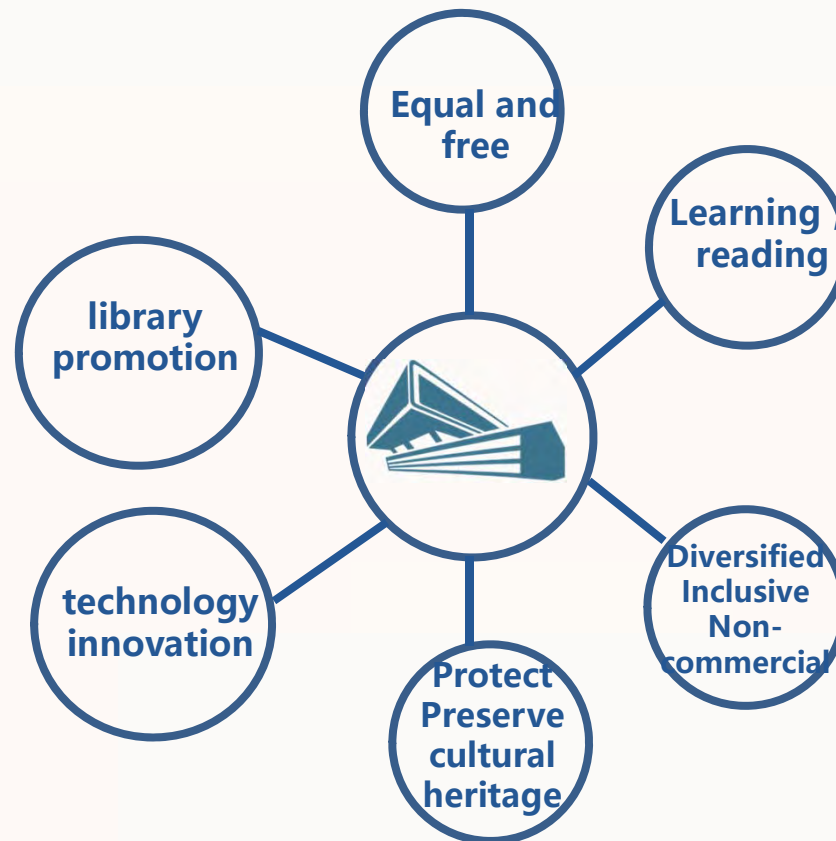 Equal and
free
Learning ,
reading
library
promotion
technology
innovation
Diversified
Inclusive
Non-
commercial
Protect
Preserve
cultural
heritage